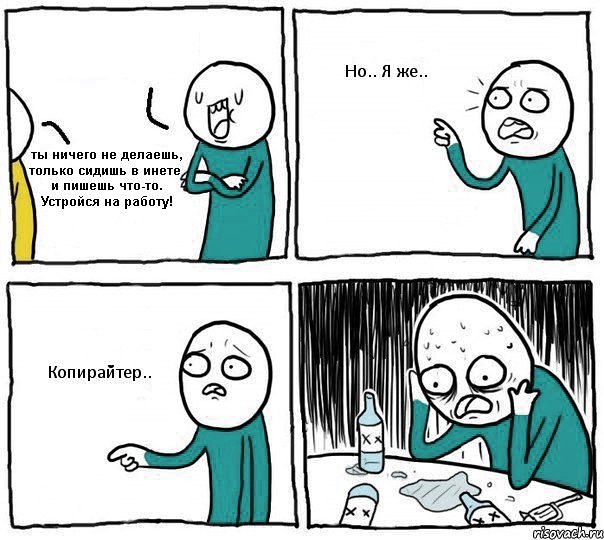 ты ничего не делаешь,
только сидишь в инете
и пишешь что-то.
Устройся на работу!
Но.. Я же..
Копирайтер..
x x
x x
x x
risovach.ru